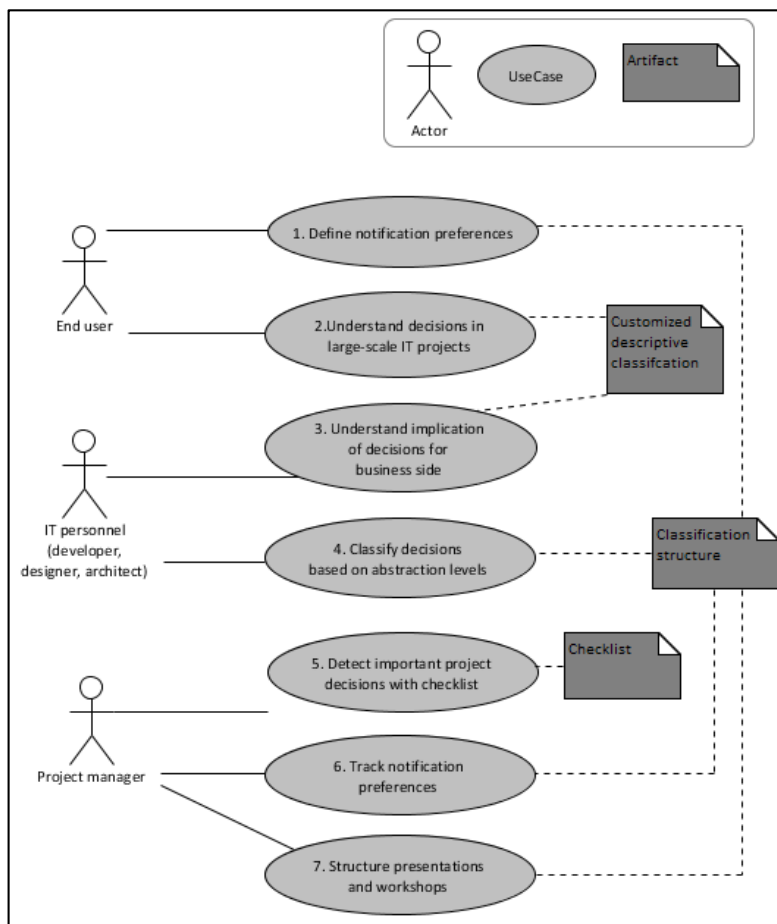 Actor
UseCase
Artifact
End user
1. Define notification preferences
2.Understand decisions in
large-scale IT projects
Customized
descriptive
classifcation
IT personnel
(developer,
designer, architect)
3. Understand implication
of decisions for
business side
4. Classify decisions
based on abstraction levels
Classification
structure
Project manager
5. Detect important project
decisions with checklist
Checklist
6. Track notification
preferences
7. Structure presentations
and workshops